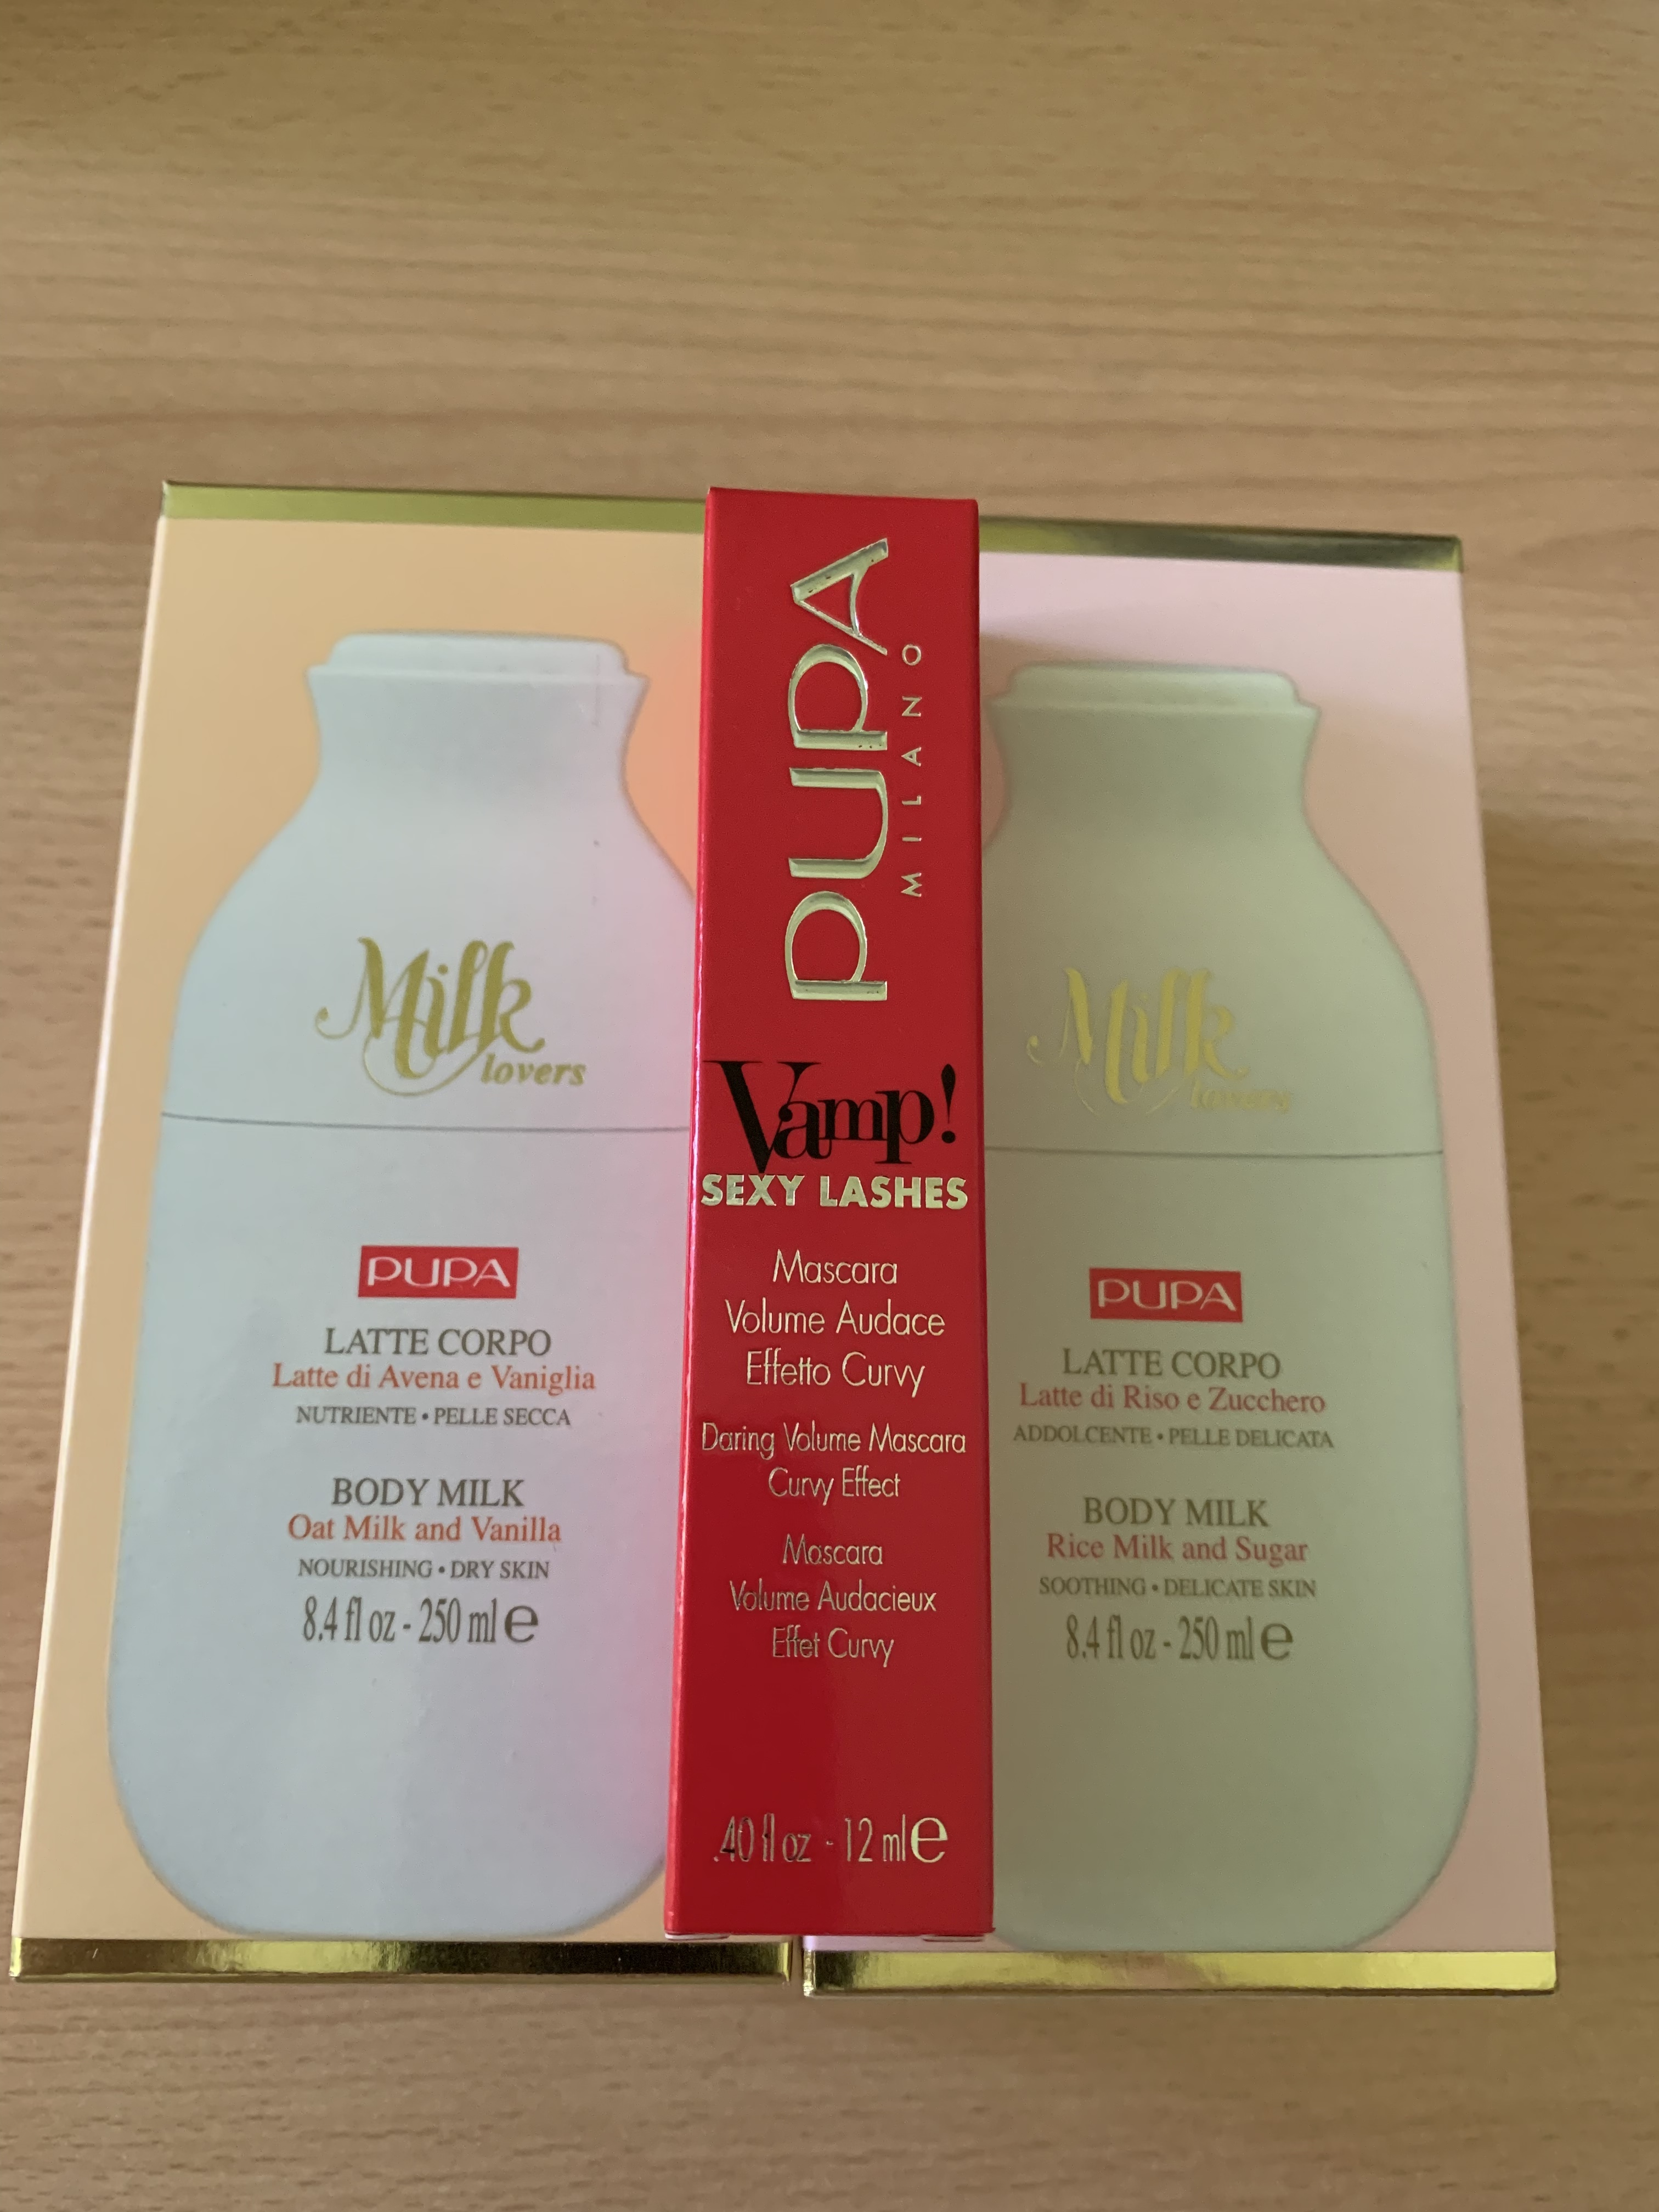 Milk
lovers
PUPA
LATTE CORPO
Latte di Avena e Vaniglia
NUTRIENTE • PELLE SECCA
BODY MILK
Oat Milk and Vanilla
NOURISHING • DRY SKIN
8.4 fl oz - 250 ml e
PUPA
MILANO
Vamp!
SEXY LASHES
Mascara
Volume Audace
Effetto Curvy
Daring Volume Mascara
Curvy Effect
Mascara
Volume Audacieux
Effet Curvy
.40 fl oz - 12 ml e
Milk
lovers
PUPA
LATTE CORPO
Latte di Riso e Zucchero
ADDOLCENTE • PELLE DELICATA
BODY MILK
Rice Milk and Sugar
SOOTHING • DELICATE SKIN
8.4 fl oz - 250 ml e